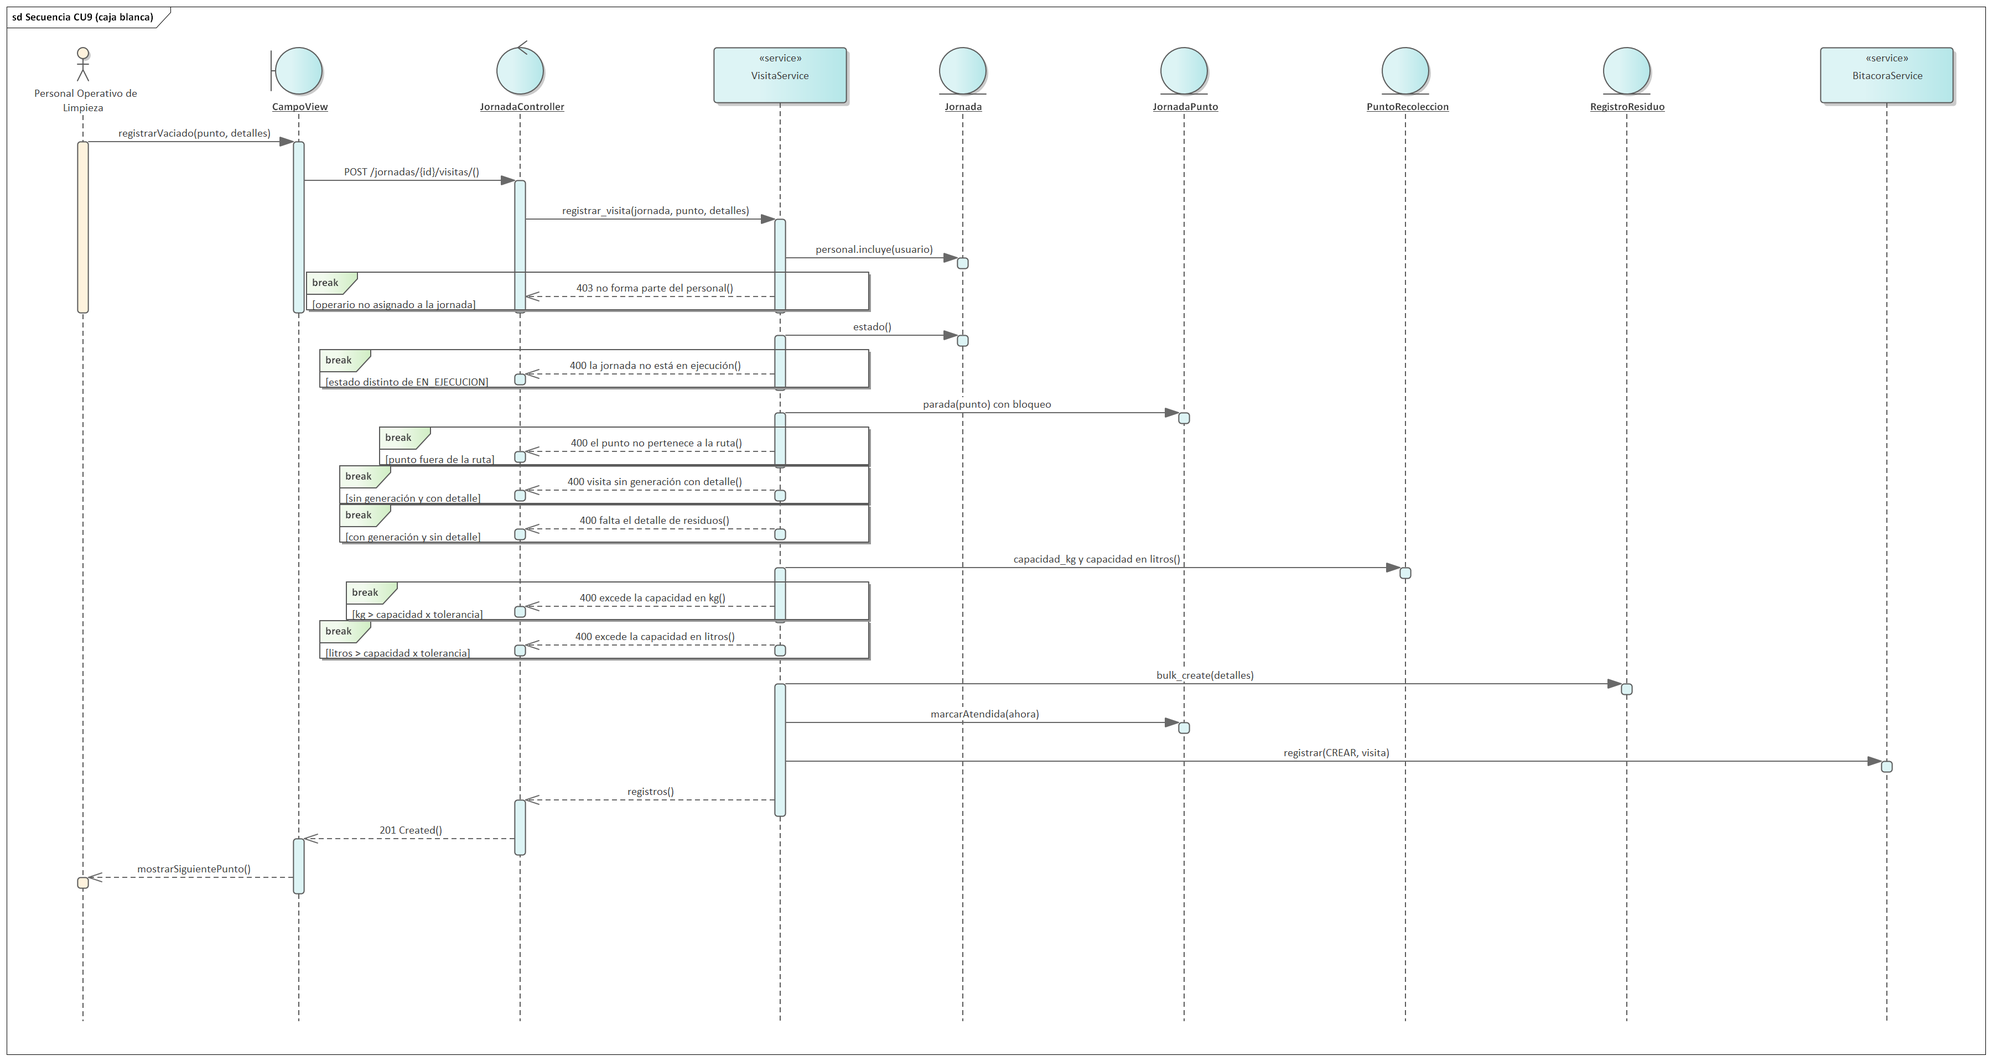 sd Secuencia CU9 (caja blanca)
Personal Operativo de
Limpieza
CampoView
JornadaController
«service»
VisitaService
Jornada
JornadaPunto
PuntoRecoleccion
RegistroResiduo
«service»
BitacoraService
registrarVaciado(punto, detalles)
POST /jornadas/{id}/visitas/()
registrar_visita(jornada, punto, detalles)
personal.incluye(usuario)
break
403 no forma parte del personal()
[operario no asignado a la jornada]
estado()
break
400 la jornada no está en ejecución()
[estado distinto de EN_EJECUCION]
parada(punto) con bloqueo
break
400 el punto no pertenece a la ruta()
[punto fuera de la ruta]
break
400 visita sin generación con detalle()
[sin generación y con detalle]
break
400 falta el detalle de residuos()
[con generación y sin detalle]
capacidad_kg y capacidad en litros()
break
400 excede la capacidad en kg()
[kg > capacidad x tolerancia]
break
400 excede la capacidad en litros()
[litros > capacidad x tolerancia]
bulk_create(detalles)
marcarAtendida(ahora)
registrar(CREAR, visita)
registros()
201 Created()
mostrarSiguientePunto()